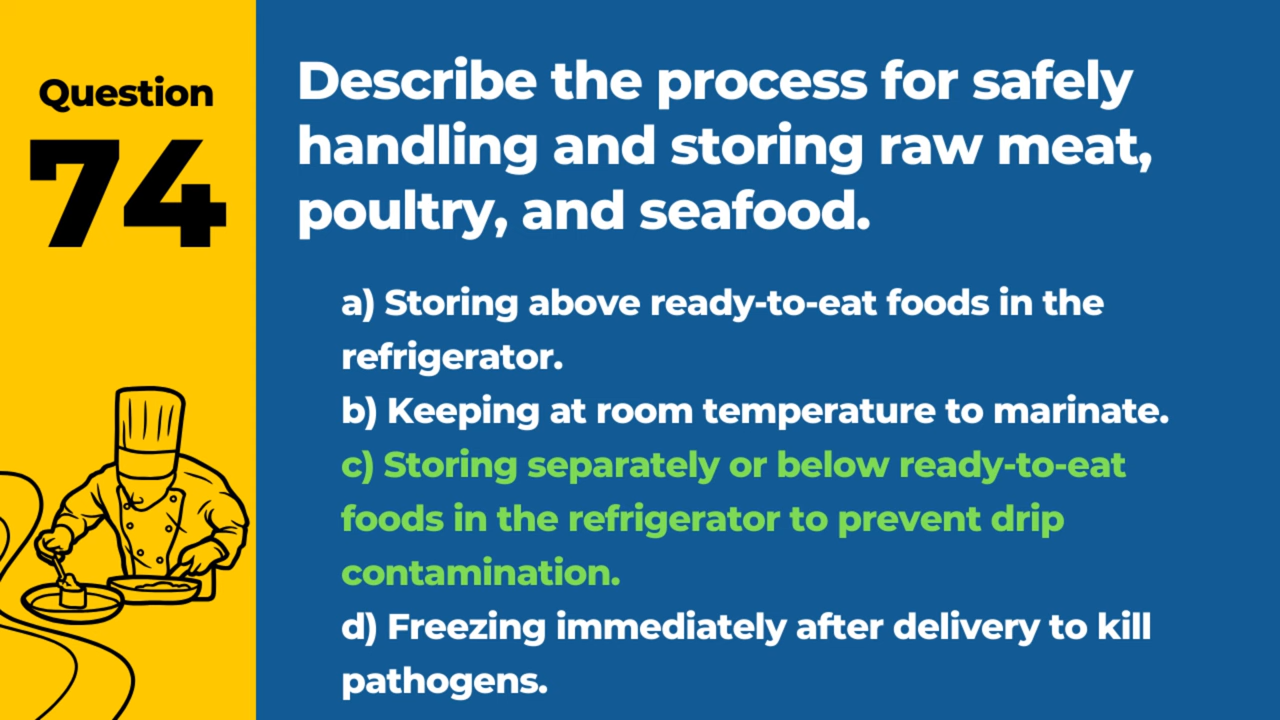 Question
74
Describe the process for safely
handling and storing raw meat,
poultry, and seafood.
a) Storing above ready-to-eat foods in the
refrigerator.
b) Keeping at room temperature to marinate.
c) Storing separately or below ready-to-eat
foods in the refrigerator to prevent drip
contamination.
d) Freezing immediately after delivery to kill
pathogens.